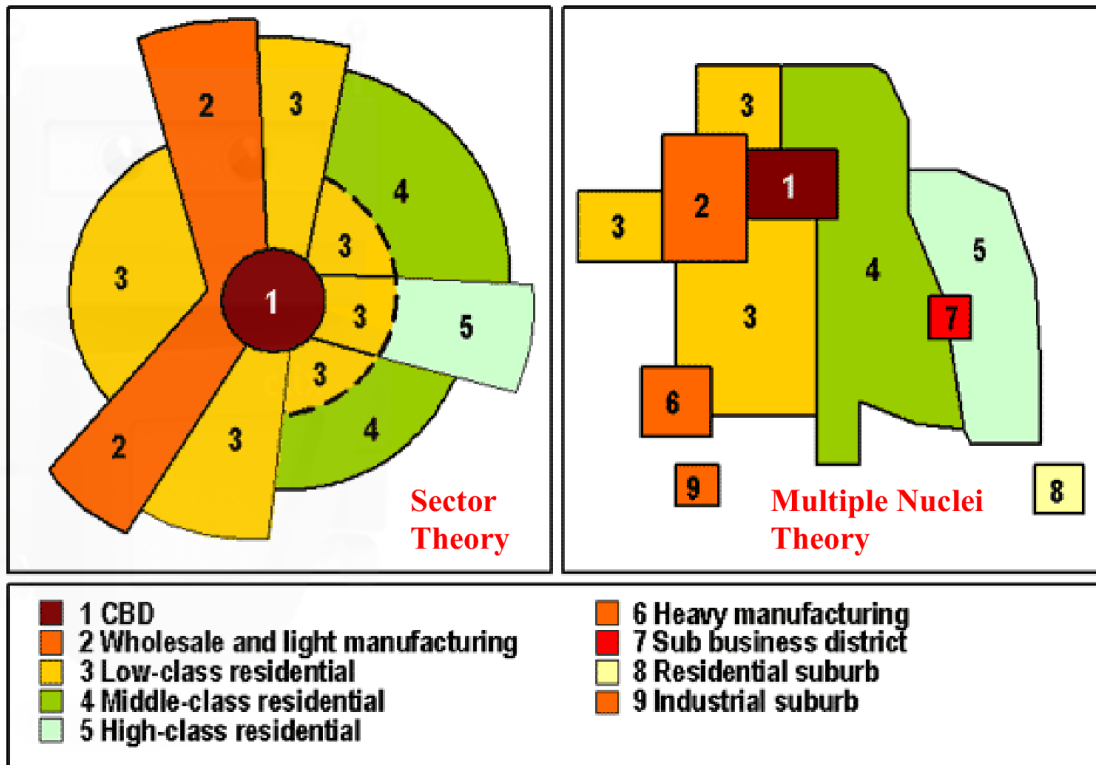 2
3
4
3
3
3
5
1
3
4
2
3
Sector
Theory
3
1
2
3
5
4
3
7
6
9
8
Multiple Nuclei
Theory
1 CBD
2 Wholesale and light manufacturing
3 Low-class residential
4 Middle-class residential
5 High-class residential
6 Heavy manufacturing
7 Sub business district
8 Residential suburb
9 Industrial suburb